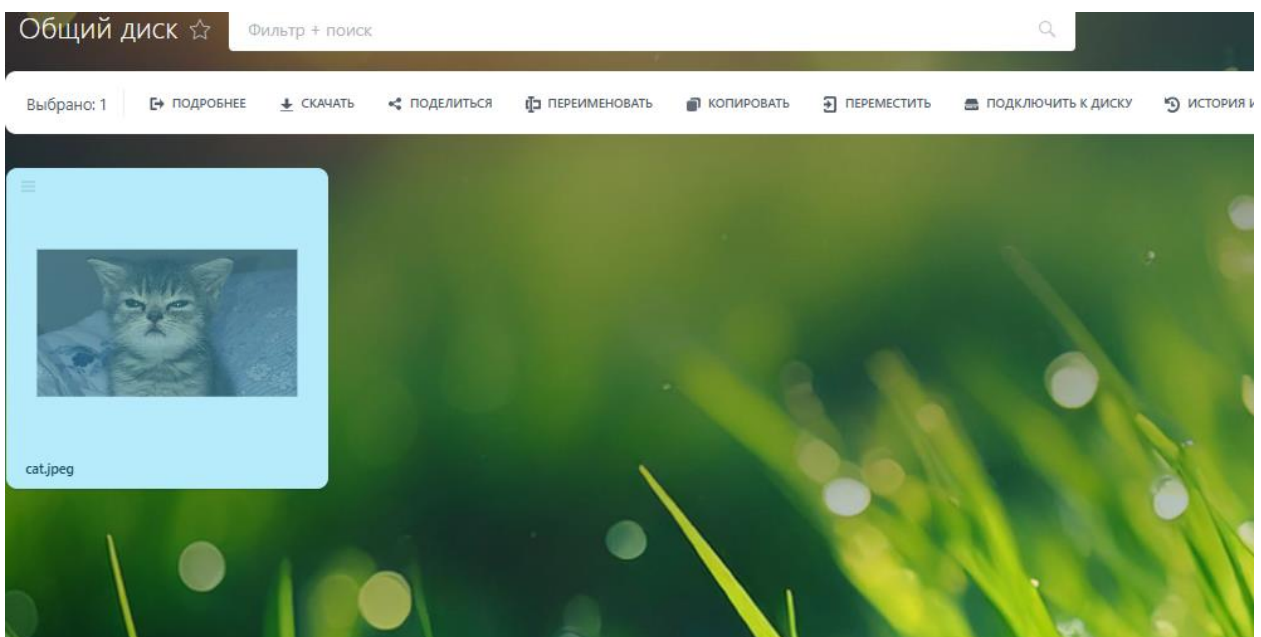 Общий диск Фильтр + поиск
Выбрано: 1 ПОДРОБНЕЕ СКАЧАТЬ ПОДЕЛИТЬСЯ ПЕРЕИМЕНОВАТЬ КОПИРОВАТЬ ПЕРЕМЕСТИТЬ ПОДКЛЮЧИТЬ К ДИСКУ ИСТОРИЯ
cat.jpeg